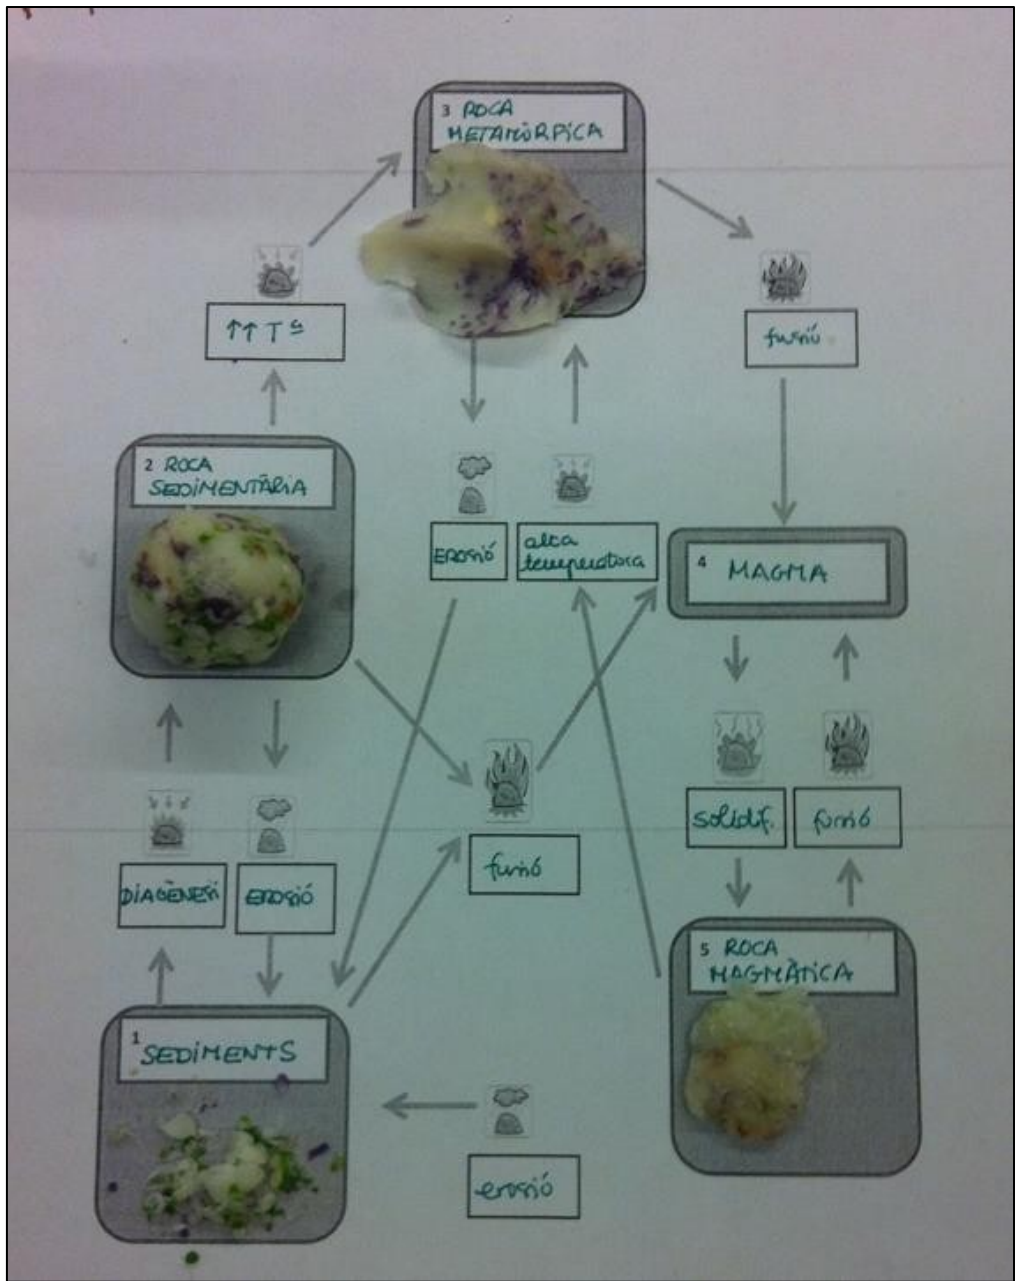 3 ROCA
METAMÒRFICA
↑↑ Tª
fusió
2 ROCA
SEDIMENTÀRIA
EROSIÓ
alta
temperatura
4 MAGMA
solidif.
fusió
DIAGÈNESI
EROSIÓ
fusió
5 ROCA
MAGMÀTICA
1 SEDIMENTS
erosió